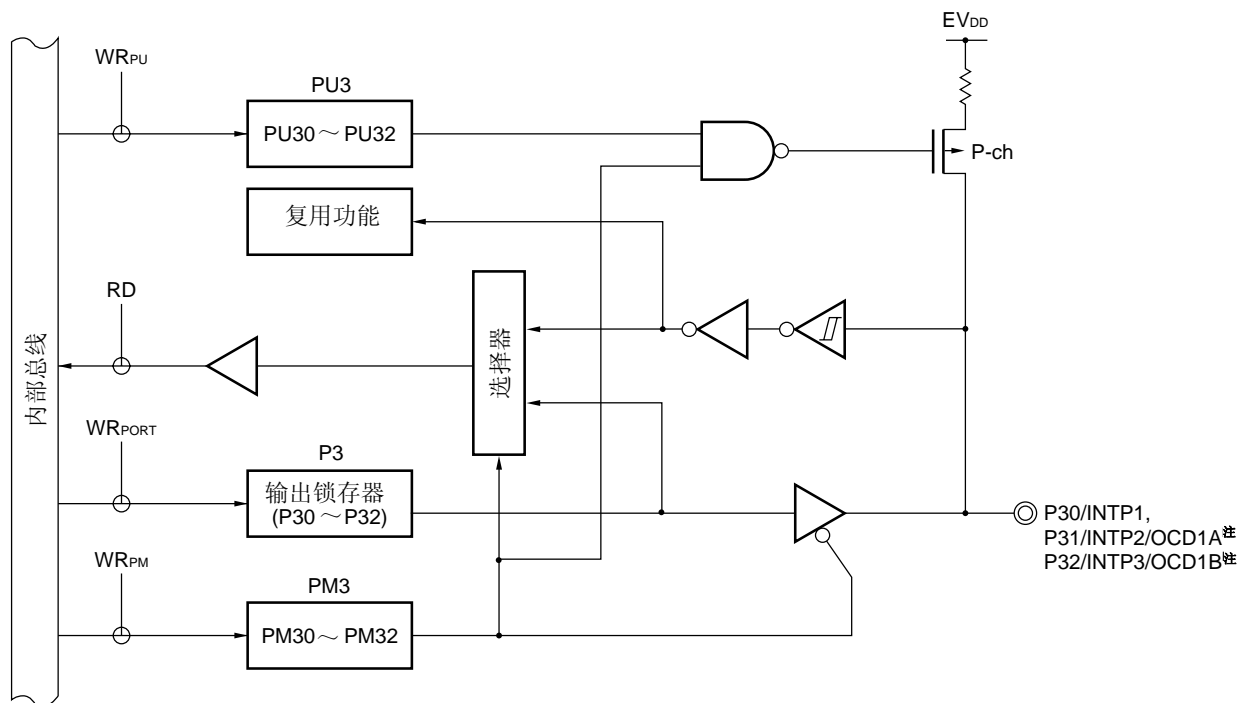 EVDD
WRPU
PU3
PU30～PU32
P-ch
复用功能
RD
选择器
内部总线
WRPORT
P3
输出锁存器
(P30～P32)
P30/INTP1,
P31/INTP2/OCD1A注
P32/INTP3/OCD1B注
WRPM
PM3
PM30～PM32